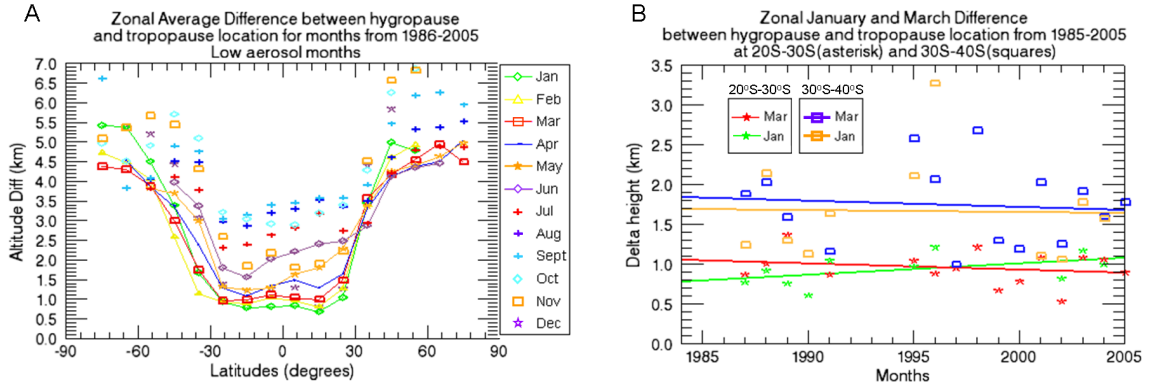 A
Zonal Average Difference between hygropause
and tropopause location for months from 1986-2005
Low aerosol months
Altitude Diff (km)
7.0
6.5
6.0
5.5
5.0
4.5
4.0
3.5
3.0
2.5
2.0
1.5
1.0
0.5
0.0
-90 -60 -30 0 30 60 90
Latitudes (degrees)
Jan
Feb
Mar
Apr
May
Jun
Jul
Aug
Sept
Oct
Nov
Dec
B
Zonal January and March Difference
between hygropause and tropopause location from 1985-2005
at 20S-30S(asterisk) and 30S-40S(squares)
Delta height (km)
3.5
3.0
2.5
2.0
1.5
1.0
0.5
0.0
20°S-30°S 30°S-40°S
Mar Mar
Jan Jan
1985 1990 1995 2000 2005
Months